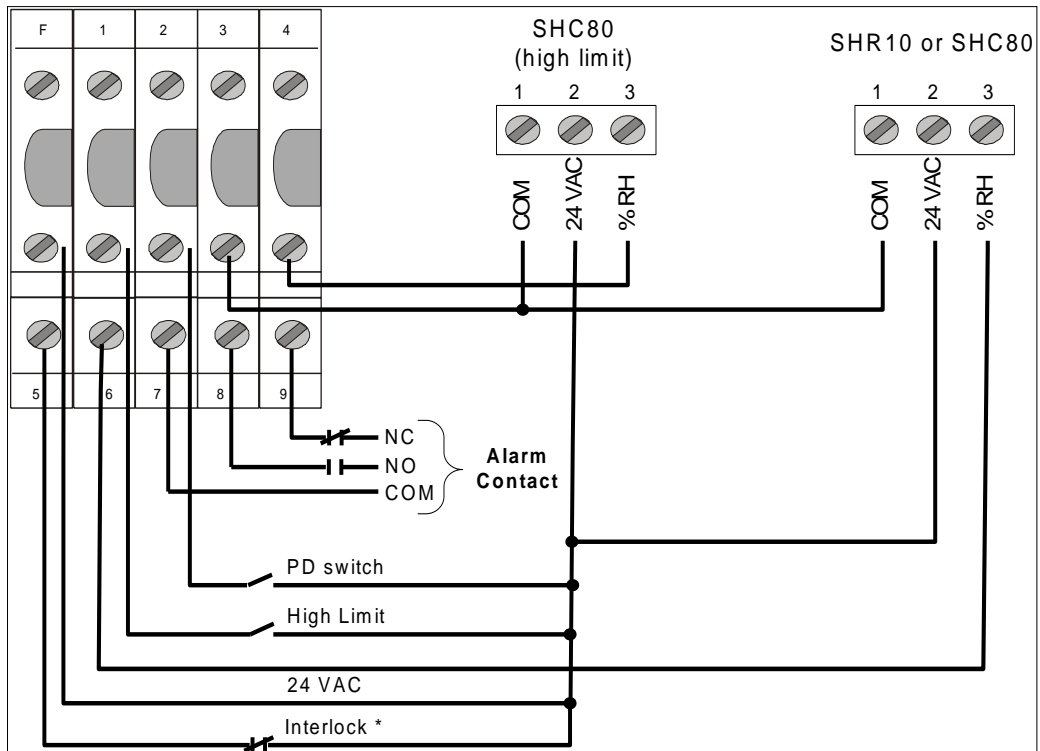 F 1 2 3 4
SHC80
(high limit)
1 2 3
COM
24 VAC
% RH
SHR10 or SHC80
1 2 3
COM
24 VAC
% RH
5 6 7 8 9
NC
NO
COM
Alarm
Contact
PD switch
High Limit
24 VAC
Interlock *